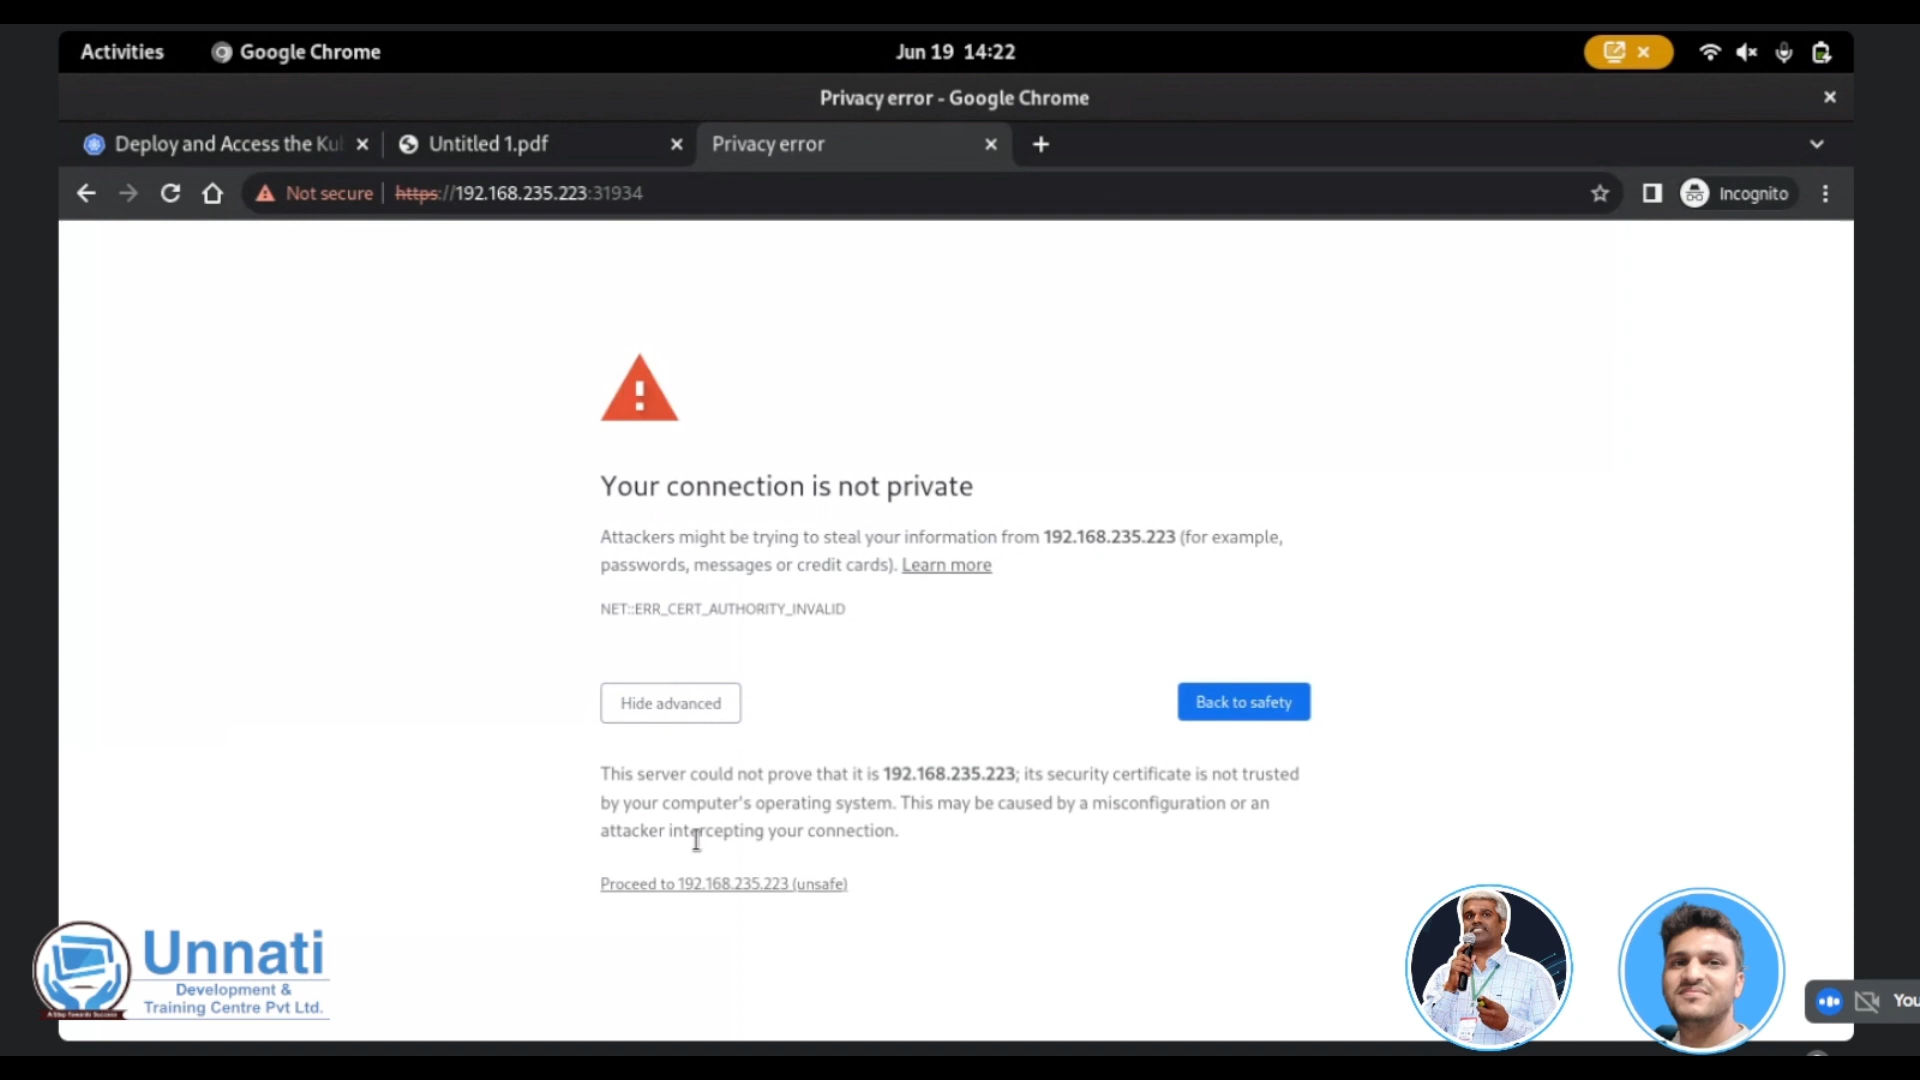 Activities
Google Chrome
Jun 19 14:22
Privacy error - Google Chrome
Deploy and Access the Kul
Untitled 1.pdf
Privacy error
Not secure
https://192.168.235.223:31934
Incognito
Your connection is not private
Attackers might be trying to steal your information from 192.168.235.223 (for example,
passwords, messages or credit cards). Learn more
NET::ERR_CERT_AUTHORITY_INVALID
Hide advanced
Back to safety
This server could not prove that it is 192.168.235.223; its security certificate is not trusted
by your computer's operating system. This may be caused by a misconfiguration or an
attacker intercepting your connection.
Proceed to 192.168.235.223 (unsafe)
Unnati
Development &
Training Centre Pvt Ltd.
A Step Towards Success
You